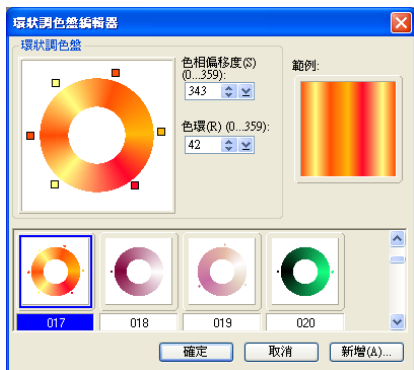 環狀調色盤編輯器
環狀調色盤
色相偏移度(S)
(0...359):
343
色環(R) (0...359):
42
範例:
017
018
019
020
確定
取消
新增(A)...